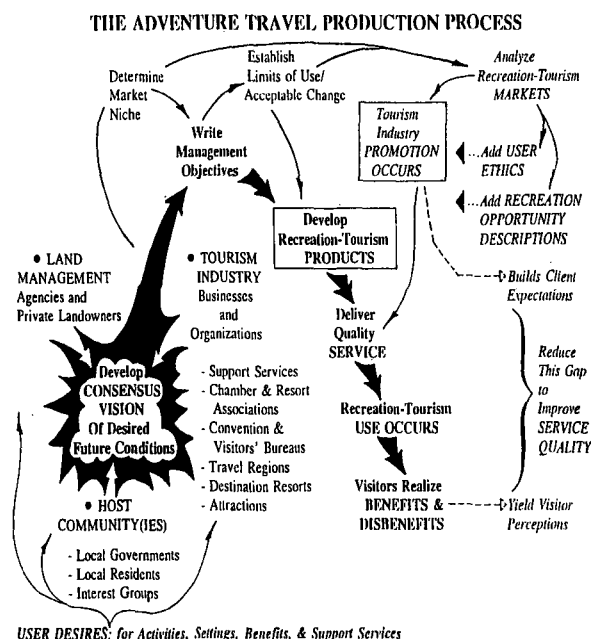 THE ADVENTURE TRAVEL PRODUCTION PROCESS
Determine
Market
Niche
Establish
Limits of Use/
Acceptable Change
Analyze
Recreation-Tourism
MARKETS
Write
Management
Objectives
Tourism
Industry
PROMOTION
OCCURS
...Add USER
ETHICS
...Add RECREATION
OPPORTUNITY
DESCRIPTIONS
Develop
Recreation-Tourism
PRODUCTS
• LAND
MANAGEMENT
Agencies and
Private Landowners
• TOURISM
INDUSTRY
Businesses
and
Organizations
Builds Client
Expectations
Deliver
Quality
SERVICE
Reduce
This Gap
to
Improve
SERVICE
QUALITY
Develop
CONSENSUS
VISION
Of Desired
Future Conditions
- Support Services
- Chamber & Resort
Associations
- Convention &
Visitors' Bureaus
- Travel Regions
- Destination Resorts
- Attractions
Recreation-Tourism
USE OCCURS
Visitors Realize
BENEFITS &
DISBENEFITS
Yield Visitor
Perceptions
• HOST
COMMUNITY(IES)
- Local Governments
- Local Residents
- Interest Groups
USER DESIRES: for Activities, Settings, Benefits, & Support Services